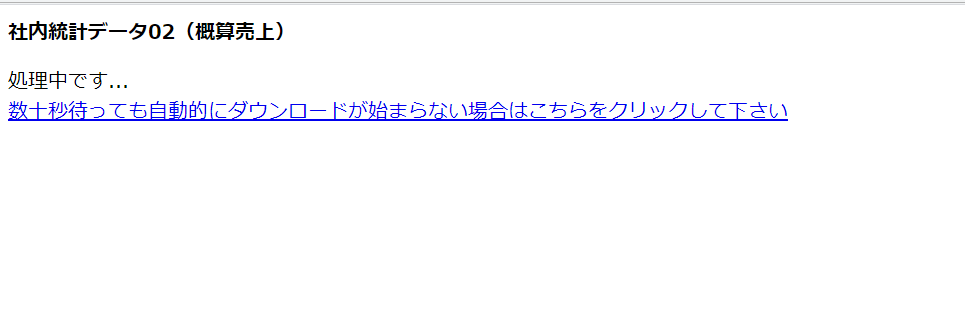 社内統計データ02（概算売上）
処理中です...
数十秒待っても自動的にダウンロードが始まらない場合はこちらをクリックして下さい